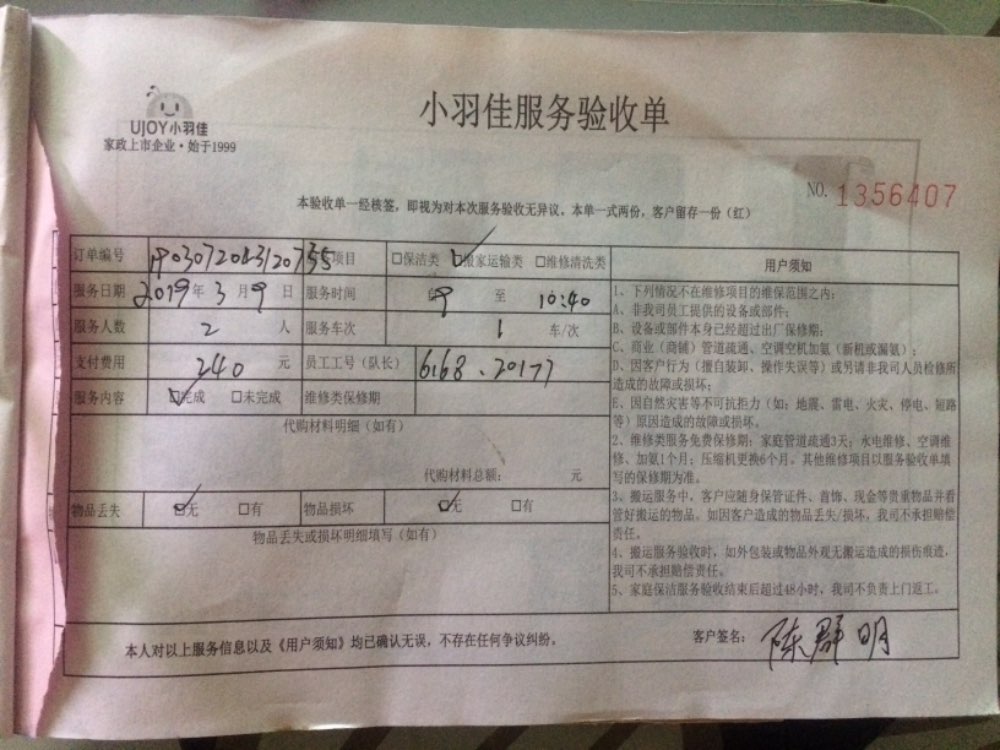 UJOY小羽佳
家政上市企业·始于1999
小羽佳服务验收单
NO. 1356407
本验收单一经核签，即视为对本次服务验收无异议。本单一式两份，客户留存一份（红）
订单编号 项目 □保洁类 搬家运输类 □维修清洗类
服务日期 2019年 3月 9日 服务时间 自9 至 10:40
服务人数 2 人 服务车次 1 车/次
支付费用 240 元 员工工号（队长） 6168、20177
服务内容 完成 □未完成 维修类保修期
代购材料明细（如有）
代购材料总额： 元
物品丢失 无 □有 物品损坏 无 □有
物品丢失或损坏明细填写（如有）
用户须知
1、下列情况不在维修项目的维保范围之内：
A、非我司员工提供的设备或部件；
B、设备或部件本身已经超过出厂保修期；
C、商业（商铺）管道疏通、空调空机加氨（新机或漏氨）；
D、因客户行为（擅自装卸、操作失误等）或另请非我司人员检修所
造成的故障或损坏；
E、因自然灾害等不可抗拒力（如：地震、雷电、火灾、停电、短路
等）原因造成的故障或损坏。
2、维修类服务免费保修期：家庭管道疏通3天；水电维修、空调维
修、加氨1个月；压缩机更换6个月。其他维修项目以服务验收单填
写的保修期为准。
3、搬运服务中，客户应随身保管证件、首饰、现金等贵重物品并看
管好搬运的物品。如因客户造成的物品丢失/损坏，我司不承担赔偿
责任。
4、搬运服务验收时，如外包装或物品外观无搬运造成的损伤痕迹，
我司不承担赔偿责任。
5、家庭保洁服务验收结束后超过48小时，我司不负责上门返工。
本人对以上服务信息以及《用户须知》均已确认无误，不存在任何争议纠纷。
客户签名： 陈群明